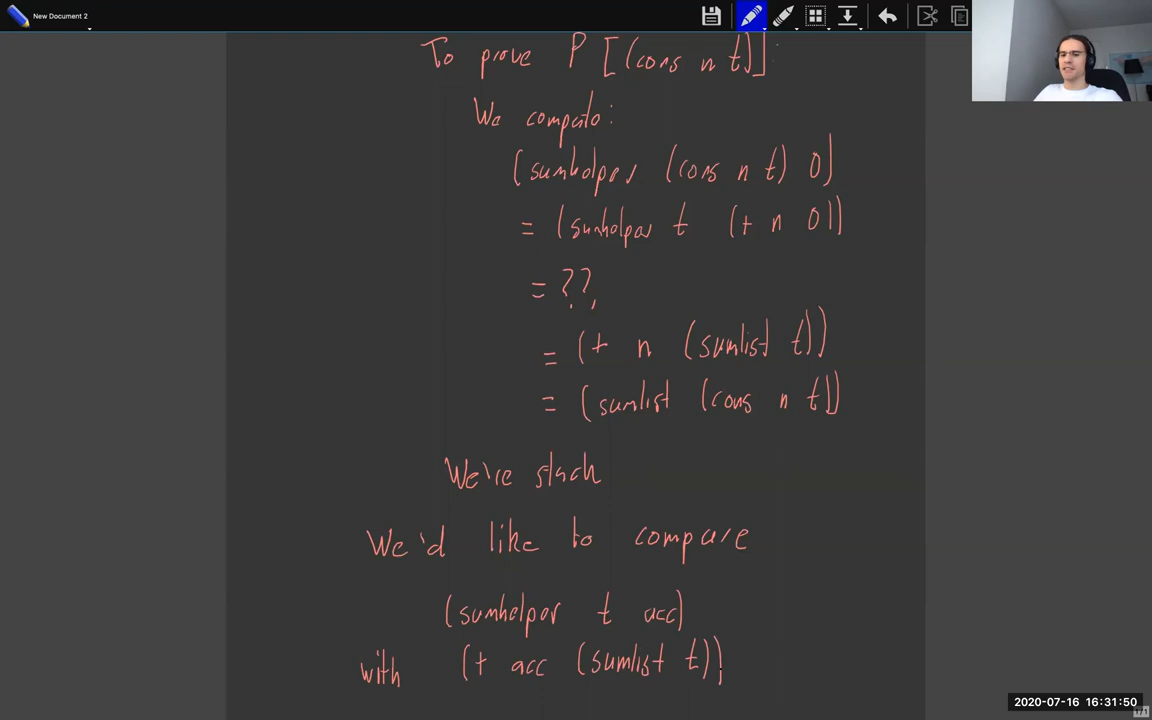 New Document 2
To prove P[(cons n t)]:
We compute:
(sumhelper (cons n t) 0)
= (sumhelper t (+ n 0))
= ??
= (+ n (sumlist t))
= (sumlist (cons n t))
We're stuck
We'd like to compare
(sumhelper t acc)
with (+ acc (sumlist t))
2020-07-16 16:31:50